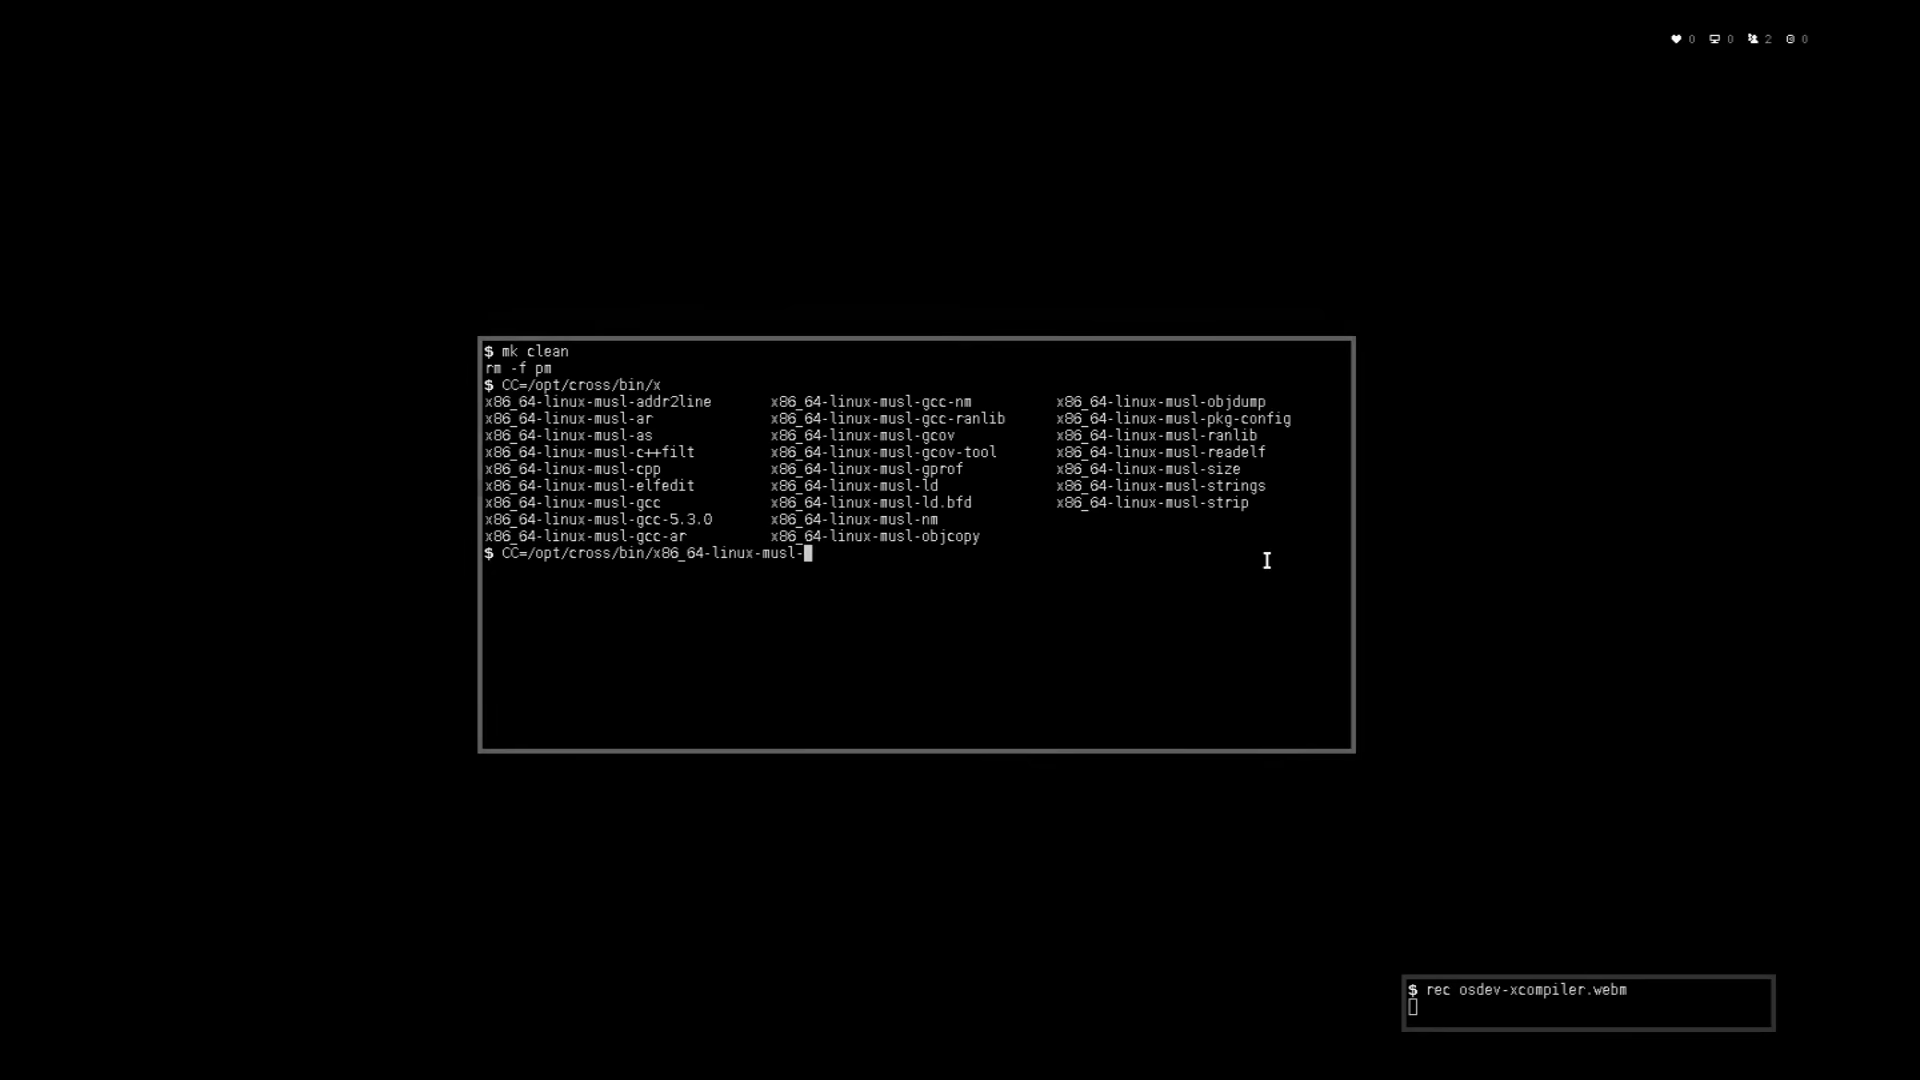 0 0 2 0
$ mk clean
rm -f pm
$ CC=/opt/cross/bin/x
x86_64-linux-musl-addr2line x86_64-linux-musl-gcc-nm x86_64-linux-musl-objdump
x86_64-linux-musl-ar x86_64-linux-musl-gcc-ranlib x86_64-linux-musl-pkg-config
x86_64-linux-musl-as x86_64-linux-musl-gcov x86_64-linux-musl-ranlib
x86_64-linux-musl-c++filt x86_64-linux-musl-gcov-tool x86_64-linux-musl-readelf
x86_64-linux-musl-cpp x86_64-linux-musl-gprof x86_64-linux-musl-size
x86_64-linux-musl-elfedit x86_64-linux-musl-ld x86_64-linux-musl-strings
x86_64-linux-musl-gcc x86_64-linux-musl-ld.bfd x86_64-linux-musl-strip
x86_64-linux-musl-gcc-5.3.0 x86_64-linux-musl-nm
x86_64-linux-musl-gcc-ar x86_64-linux-musl-objcopy
$ CC=/opt/cross/bin/x86_64-linux-musl-
$ rec osdev-xcompiler.webm